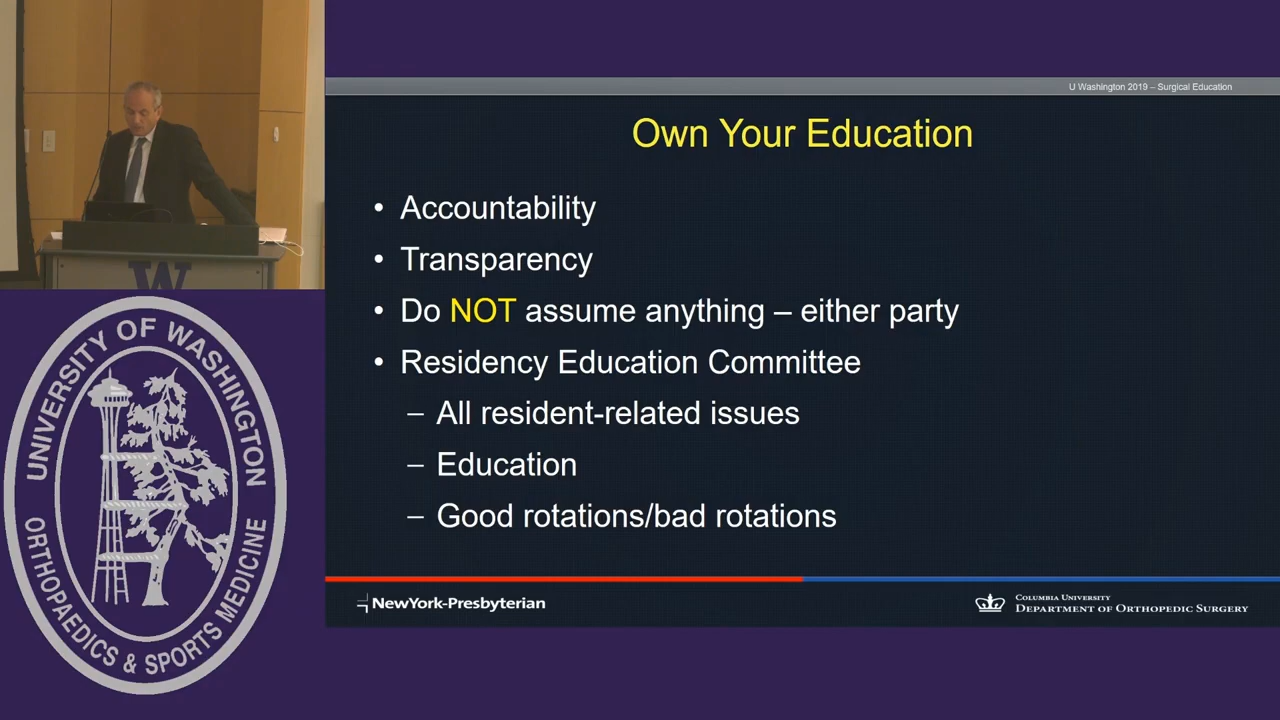 U Washington 2019 – Surgical Education
Own Your Education
• Accountability
• Transparency
• Do NOT assume anything – either party
• Residency Education Committee
– All resident-related issues
– Education
– Good rotations/bad rotations
NewYork-Presbyterian
COLUMBIA UNIVERSITY
DEPARTMENT OF ORTHOPEDIC SURGERY
W
UNIVERSITY OF WASHINGTON
ORTHOPAEDICS & SPORTS MEDICINE